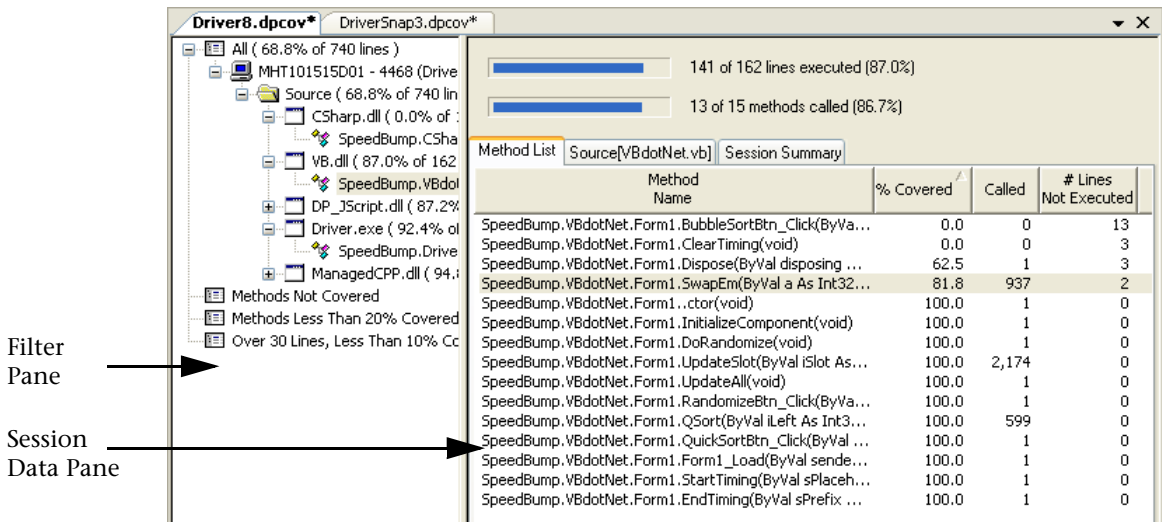 Driver8.dpcov* DriverSnap3.dpcov*
All ( 68.8% of 740 lines )
MHT101515D01 - 4468 (Drive
Source ( 68.8% of 740 lin
CSharp.dll ( 0.0% of
SpeedBump.CSha
VB.dll ( 87.0% of 162
SpeedBump.VBdot
DP_JScript.dll ( 87.2%
Driver.exe ( 92.4% of
SpeedBump.Drive
ManagedCPP.dll ( 94.
Methods Not Covered
Methods Less Than 20% Covered
Over 30 Lines, Less Than 10% Co
Filter
Pane
Session
Data Pane
141 of 162 lines executed (87.0%)
13 of 15 methods called (86.7%)
Method List Source[VBdotNet.vb] Session Summary
Method Name % Covered Called # Lines Not Executed
SpeedBump.VBdotNet.Form1.BubbleSortBtn_Click(ByVa... 0.0 0 13
SpeedBump.VBdotNet.Form1.ClearTiming(void) 0.0 0 3
SpeedBump.VBdotNet.Form1.Dispose(ByVal disposing ... 62.5 1 3
SpeedBump.VBdotNet.Form1.SwapEm(ByVal a As Int32... 81.8 937 2
SpeedBump.VBdotNet.Form1..ctor(void) 100.0 1 0
SpeedBump.VBdotNet.Form1.InitializeComponent(void) 100.0 1 0
SpeedBump.VBdotNet.Form1.DoRandomize(void) 100.0 1 0
SpeedBump.VBdotNet.Form1.UpdateSlot(ByVal iSlot As... 100.0 2,174 0
SpeedBump.VBdotNet.Form1.UpdateAll(void) 100.0 1 0
SpeedBump.VBdotNet.Form1.RandomizeBtn_Click(ByVa... 100.0 1 0
SpeedBump.VBdotNet.Form1.QSort(ByVal iLeft As Int3... 100.0 599 0
SpeedBump.VBdotNet.Form1.QuickSortBtn_Click(ByVal ... 100.0 1 0
SpeedBump.VBdotNet.Form1.Form1_Load(ByVal sende... 100.0 1 0
SpeedBump.VBdotNet.Form1.StartTiming(ByVal sPlaceh... 100.0 1 0
SpeedBump.VBdotNet.Form1.EndTiming(ByVal sPrefix ... 100.0 1 0